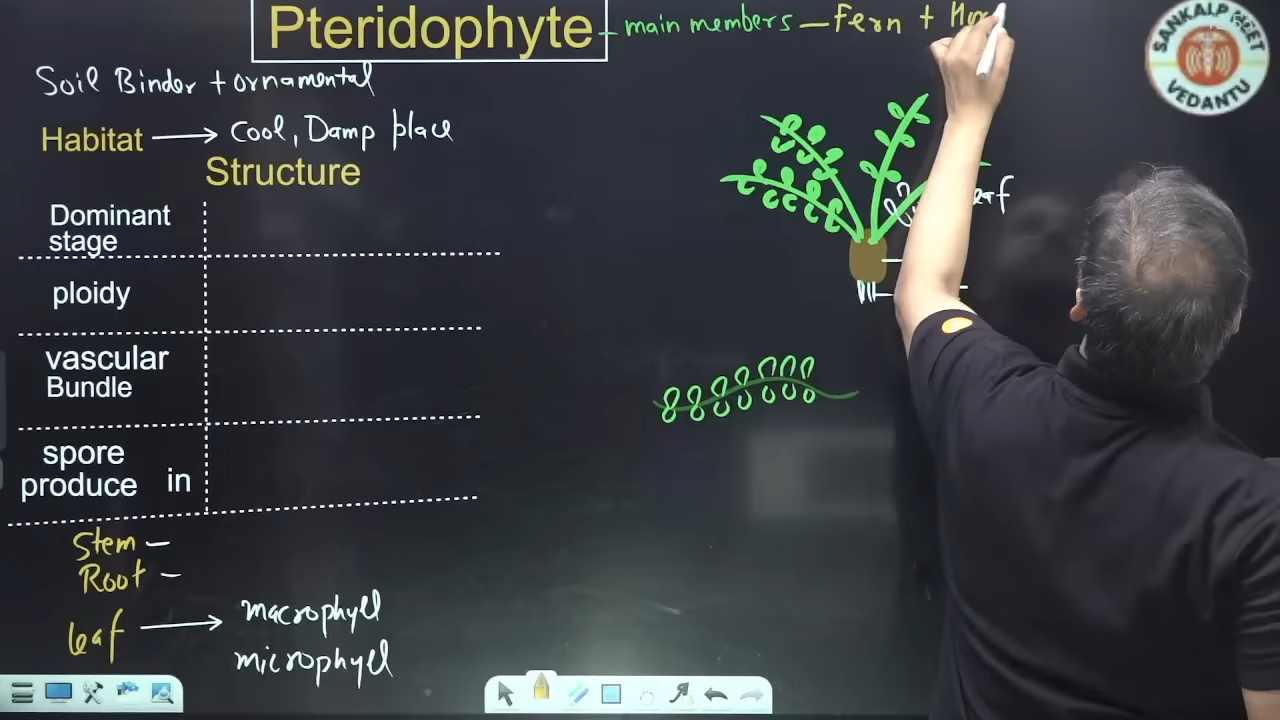 Pteridophyte - main members - Fern +
SANKALP NEET
VEDANTU
Soil Binder + ornamental
Habitat → Cool, Damp place
Structure
Dominant
stage
ploidy
vascular
Bundle
spore
produce in
Stem -
Root -
leaf → macrophyll
microphyll